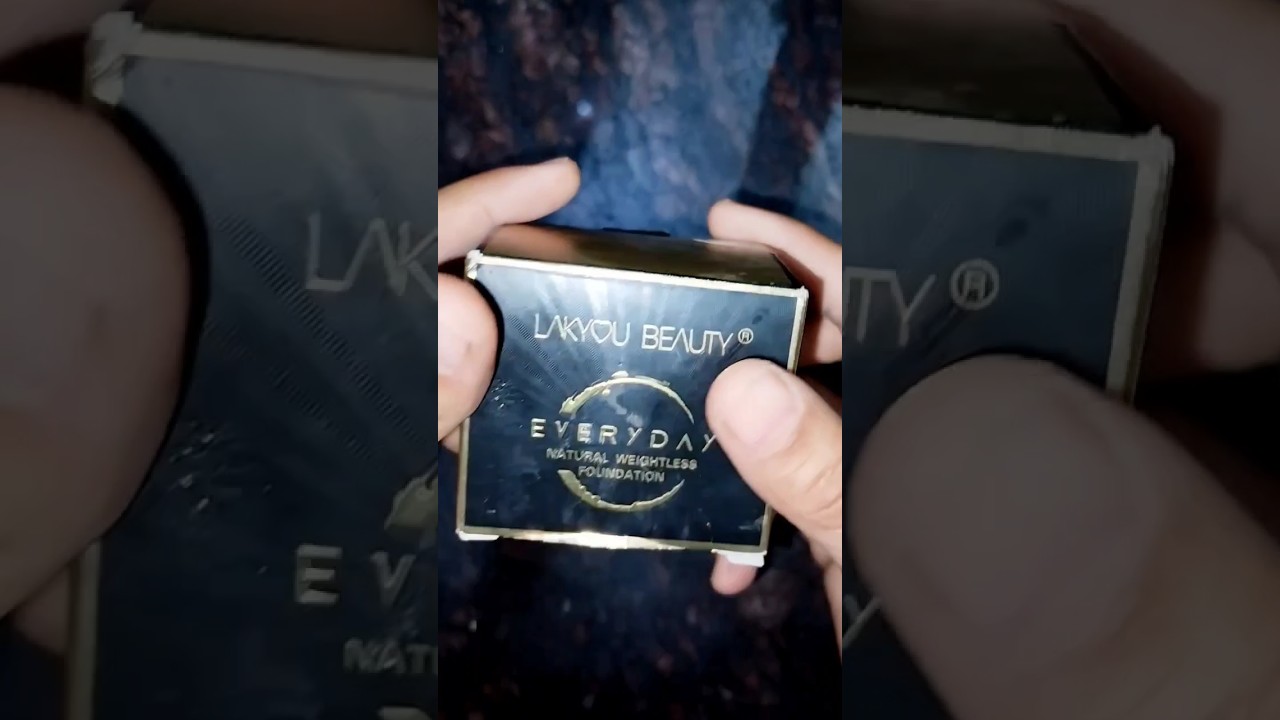 LAKYOU BEAUTY®
EVERYDAY
NATURAL WEIGHTLESS
FOUNDATION